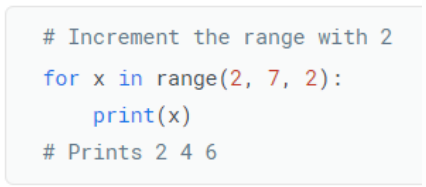 # Increment the range with 2
for x in range(2, 7, 2):
    print(x)
# Prints 2 4 6